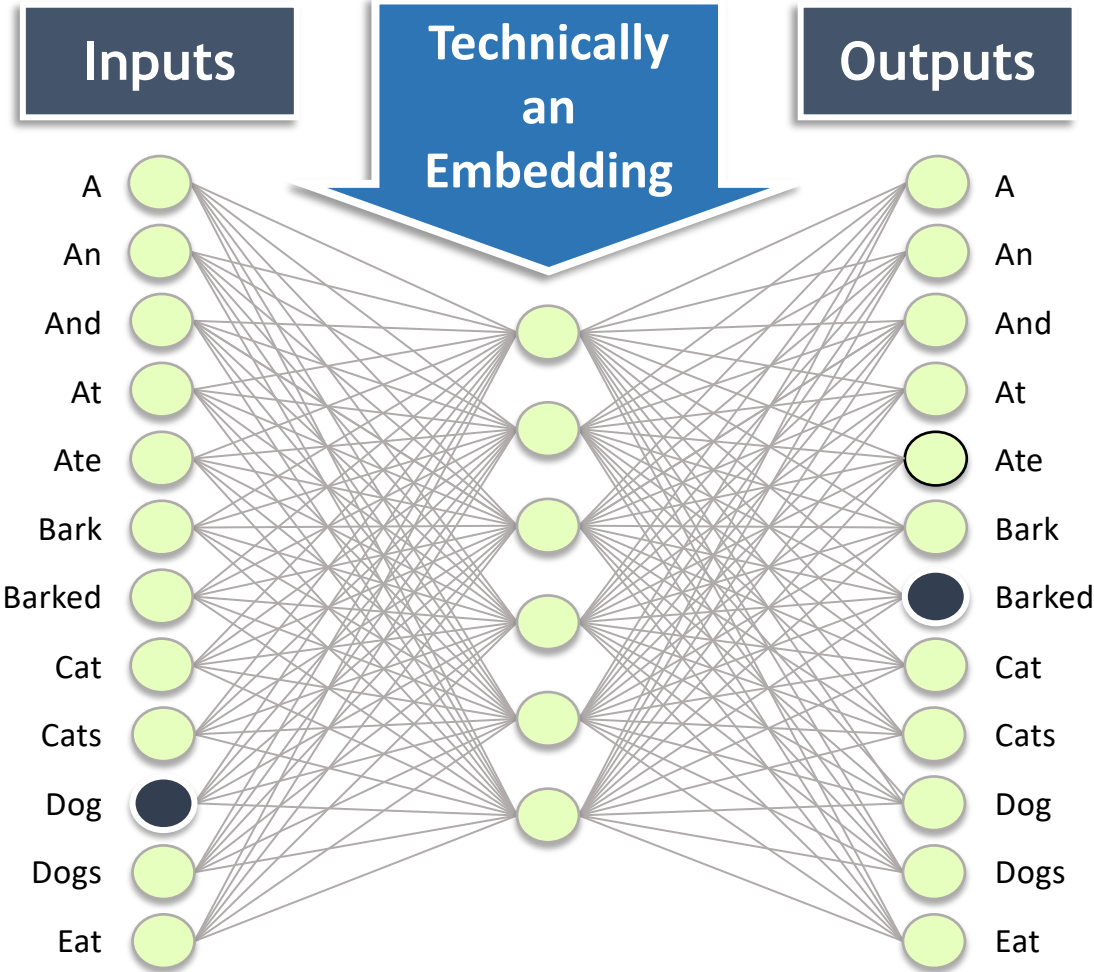 Inputs
Technically
an
Embedding
Outputs
A
An
And
At
Ate
Bark
Barked
Cat
Cats
Dog
Dogs
Eat
A
An
And
At
Ate
Bark
Barked
Cat
Cats
Dog
Dogs
Eat